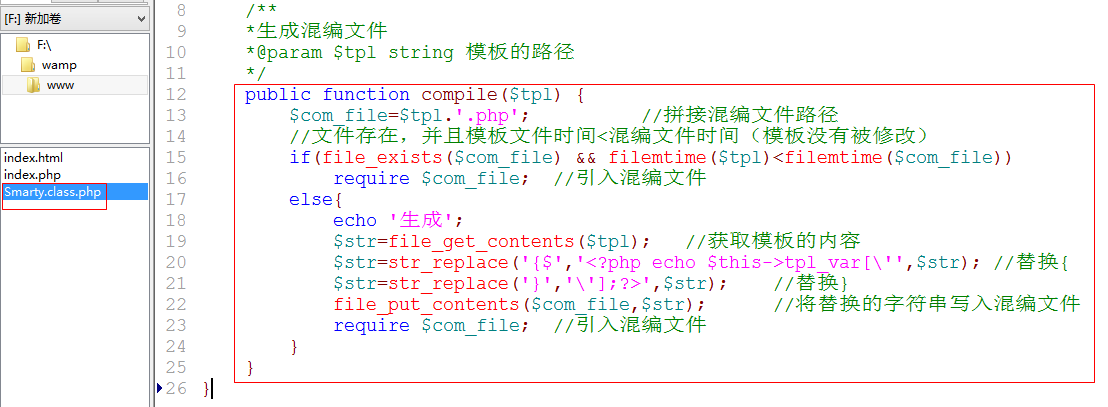 [F:] 新加卷
F:\
wamp
www
index.html
index.php
Smarty.class.php
8 /**
9 *生成混编文件
10 *@param $tpl string 模板的路径
11 */
12 public function compile($tpl) {
13 $com_file=$tpl.'.php'; //拼接混编文件路径
14 //文件存在，并且模板文件时间<混编文件时间（模板没有被修改）
15 if(file_exists($com_file) && filemtime($tpl)<filemtime($com_file))
16 require $com_file; //引入混编文件
17 else{
18 echo '生成';
19 $str=file_get_contents($tpl); //获取模板的内容
20 $str=str_replace('{$','<?php echo $this->tpl_var[\'',$str); //替换{
21 $str=str_replace('}','\'];?>',$str); //替换}
22 file_put_contents($com_file,$str); //将替换的字符串写入混编文件
23 require $com_file; //引入混编文件
24 }
25 }
26 }